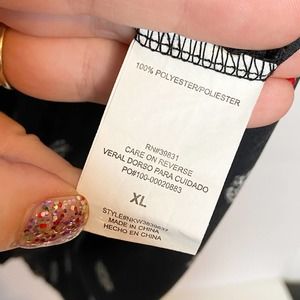 100% POLYESTER/POLIESTER
RN#39831
CARE ON REVERSE
VERAL DORSO PARA CUIDADO
PO#100-00020883
XL
MADE IN CHINA
HECHO EN CHINA